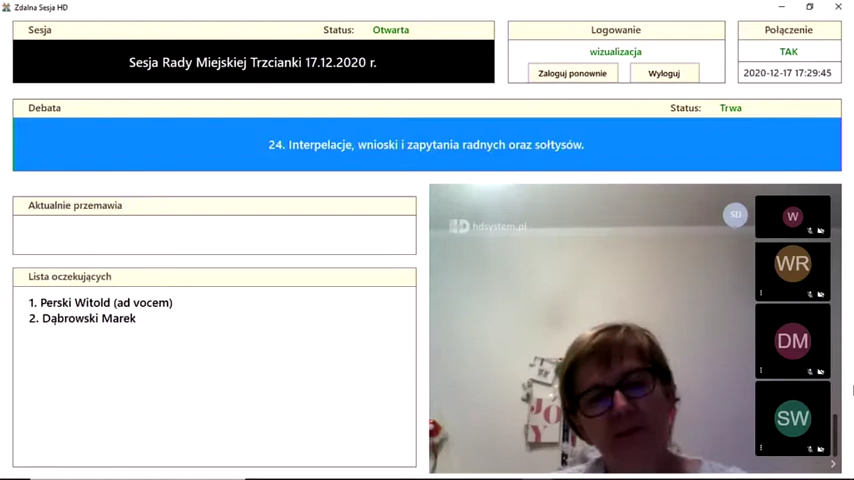 Zdalna Sesja HD
Sesja
Status: Otwarta
Sesja Rady Miejskiej Trzcianki 17.12.2020 r.
Logowanie
wizualizacja
Zaloguj ponownie
Wyloguj
Połączenie
TAK
2020-12-17 17:29:45
Debata
Status: Trwa
24. Interpelacje, wnioski i zapytania radnych oraz sołtysów.
Aktualnie przemawia
Lista oczekujących
1. Perski Witold (ad vocem)
2. Dąbrowski Marek
HD hdsystem.pl
SD
W
WR
DM
SW
JO
Y